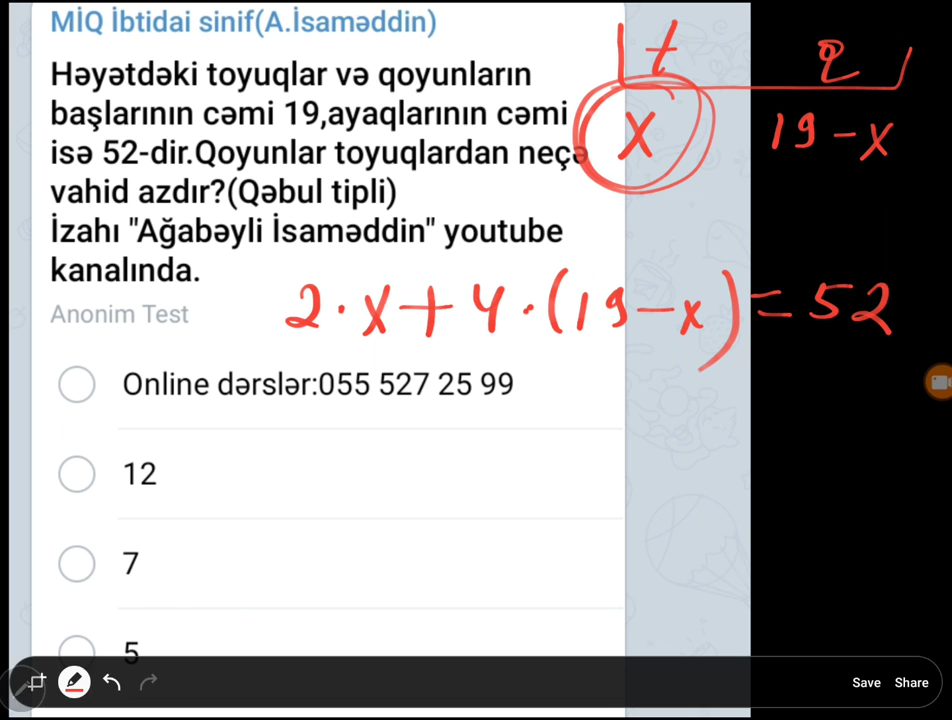 MİQ İbtidai sinif(A.İsaməddin)
Həyətdəki toyuqlar və qoyunların
başlarının cəmi 19,ayaqlarının cəmi
isə 52-dir.Qoyunlar toyuqlardan neçə
vahid azdır?(Qəbul tipli)
İzahı "Ağabəyli İsaməddin" youtube
kanalında.
Anonim Test
t q
x 19-x
2·x+4·(19-x)=52
Online dərslər:055 527 25 99
12
7
5
Save Share